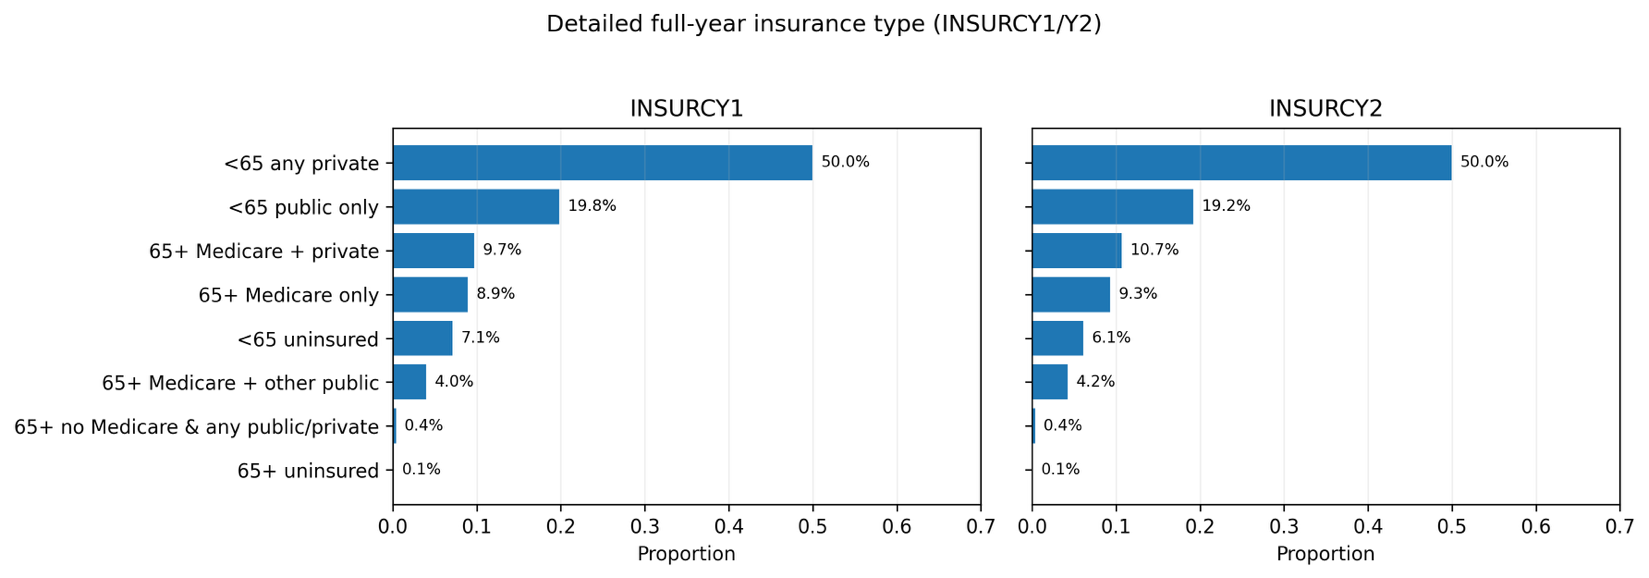 Detailed full-year insurance type (INSURCY1/Y2)
INSURCY1
<65 any private
50.0%
<65 public only
19.8%
65+ Medicare + private
9.7%
65+ Medicare only
8.9%
<65 uninsured
7.1%
65+ Medicare + other public
4.0%
65+ no Medicare & any public/private
0.4%
65+ uninsured
0.1%
0.0 0.1 0.2 0.3 0.4 0.5 0.6 0.7
Proportion
INSURCY2
50.0%
19.2%
10.7%
9.3%
6.1%
4.2%
0.4%
0.1%
0.0 0.1 0.2 0.3 0.4 0.5 0.6 0.7
Proportion